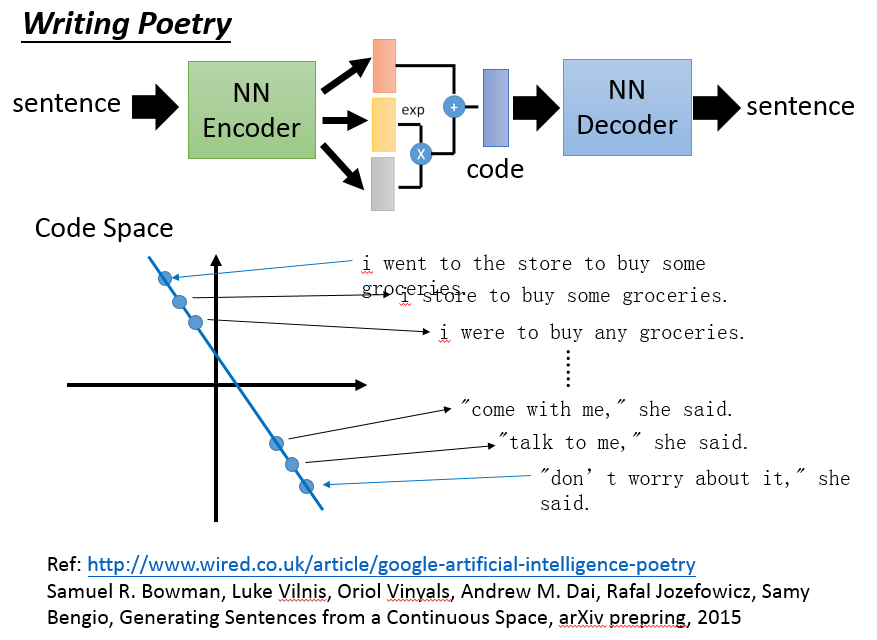 Writing Poetry
sentence
NN
Encoder
exp
X
+
code
NN
Decoder
sentence
Code Space
i went to the store to buy some
groceries.
i store to buy some groceries.
i were to buy any groceries.
"come with me," she said.
"talk to me," she said.
"don’t worry about it," she
said.
Ref: http://www.wired.co.uk/article/google-artificial-intelligence-poetry
Samuel R. Bowman, Luke Vilnis, Oriol Vinyals, Andrew M. Dai, Rafal Jozefowicz, Samy
Bengio, Generating Sentences from a Continuous Space, arXiv prepring, 2015